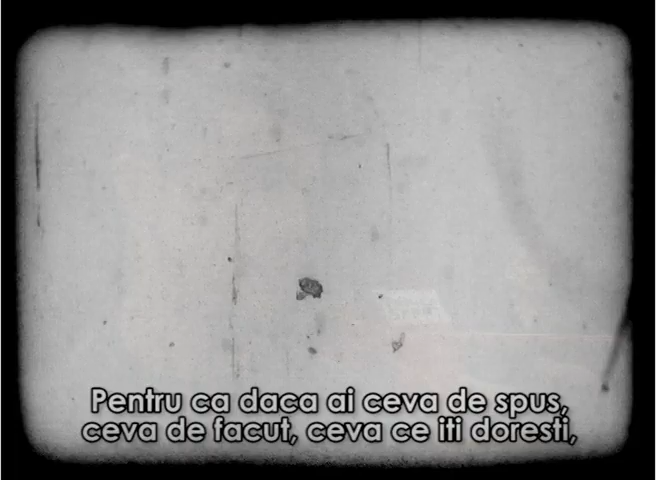 Pentru ca daca ai ceva de spus,
ceva de facut, ceva ce iti doresti,